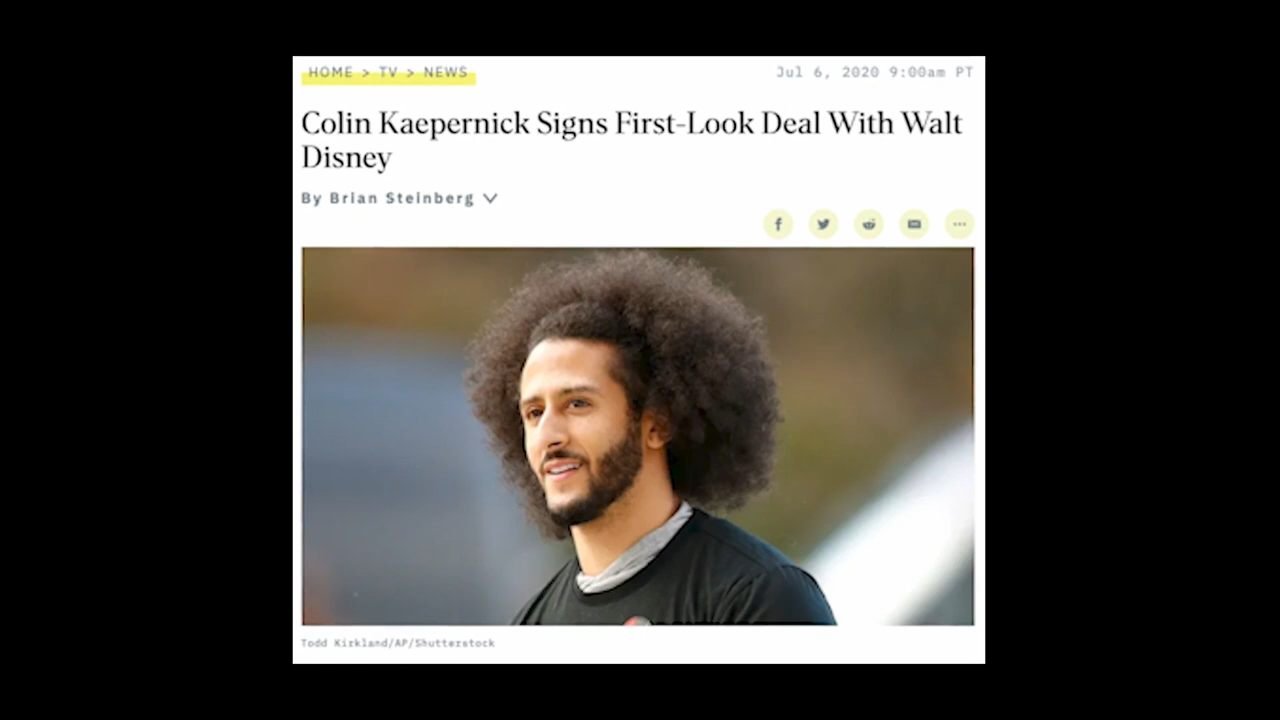 HOME > TV > NEWS
Jul 6, 2020 9:00am PT
Colin Kaepernick Signs First-Look Deal With Walt
Disney
By Brian Steinberg
Todd Kirkland/AP/Shutterstock